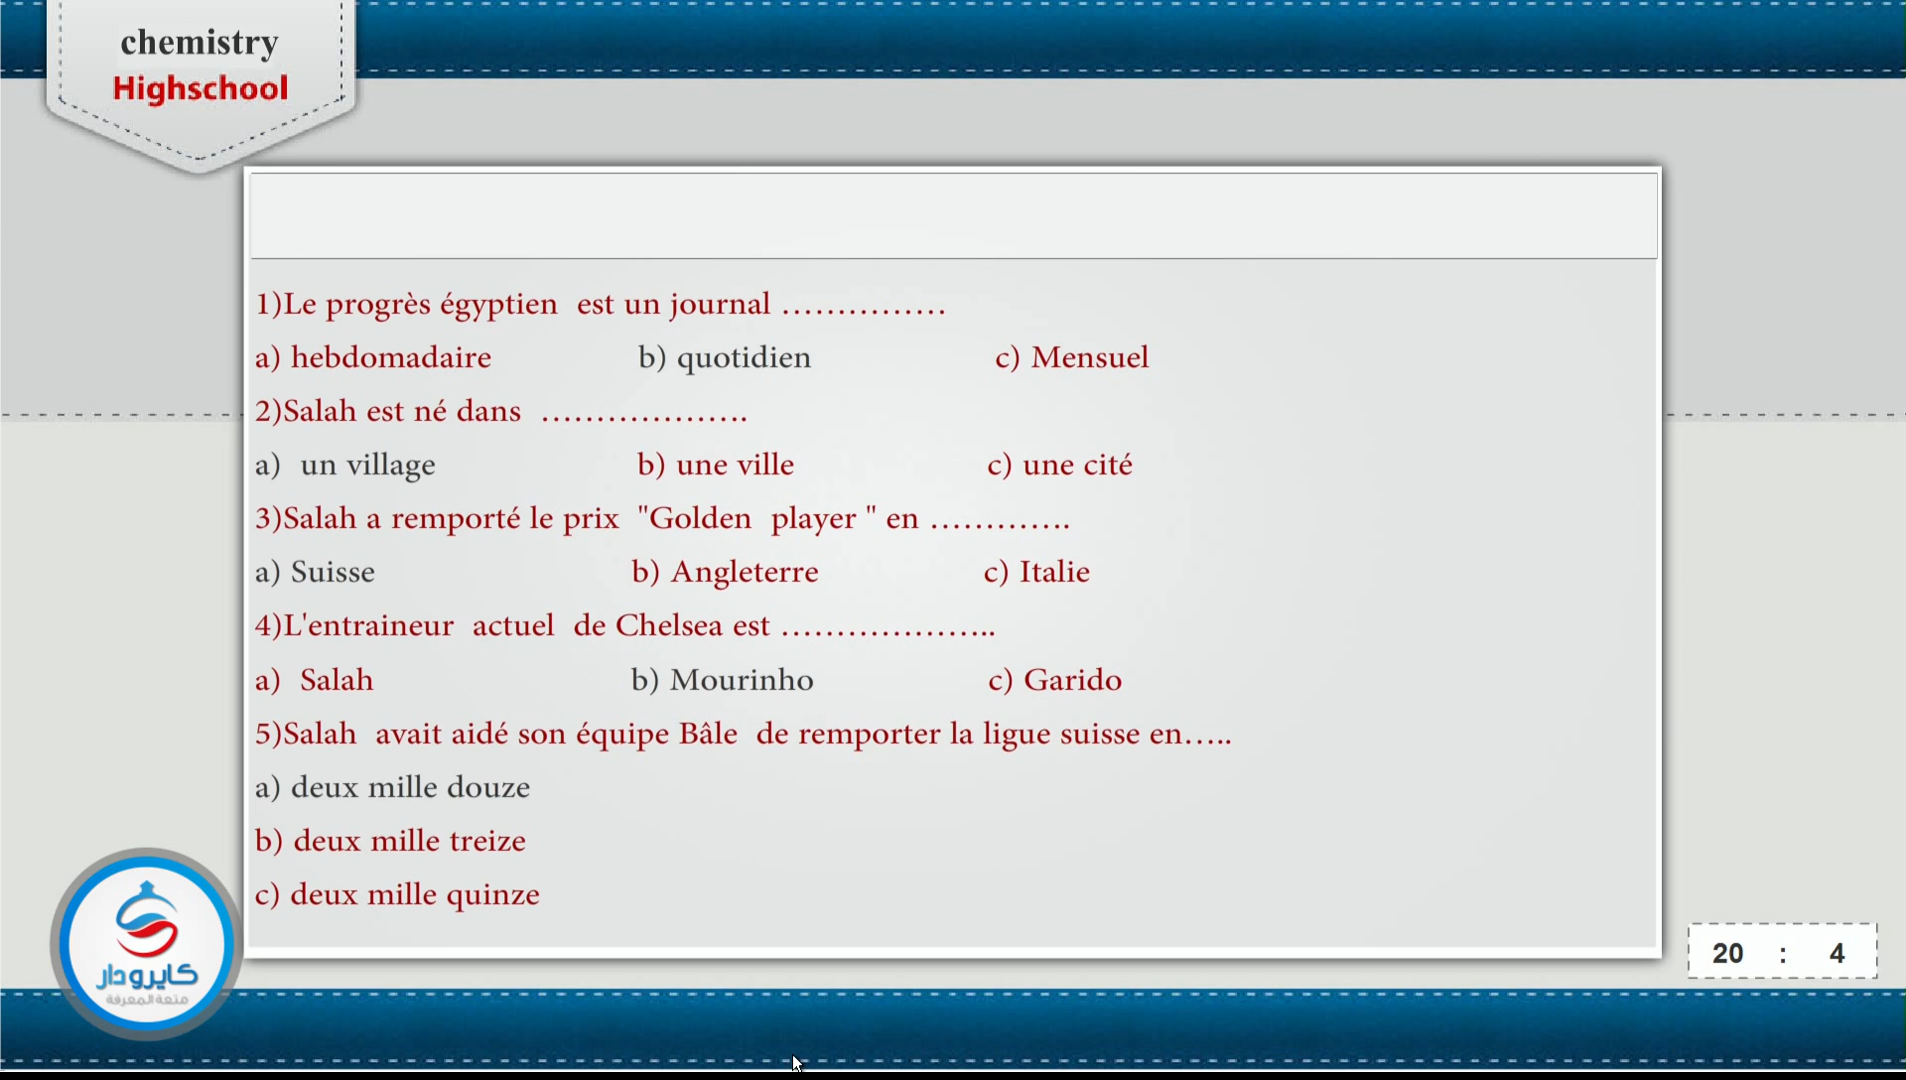 chemistry
Highschool
1)Le progrès égyptien est un journal ……………
a) hebdomadaire b) quotidien c) Mensuel
2)Salah est né dans ………………..
a) un village b) une ville c) une cité
3)Salah a remporté le prix "Golden player " en ………….
a) Suisse b) Angleterre c) Italie
4)L'entraineur actuel de Chelsea est …………………..
a) Salah b) Mourinho c) Garido
5)Salah avait aidé son équipe Bâle de remporter la ligue suisse en…..
a) deux mille douze
b) deux mille treize
c) deux mille quinze
كايرودار
متعة المعرفة
20 : 4